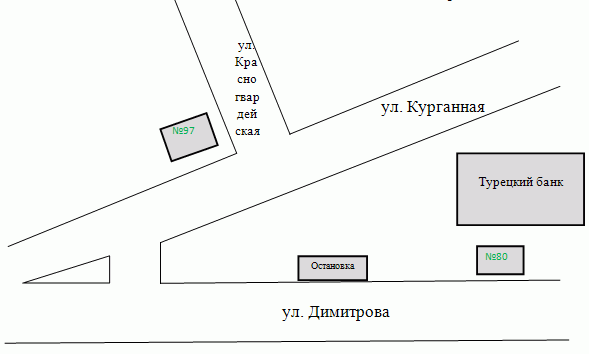 ул.
Кра
сно
гвар
дей
ская
ул. Курганная
№97
Турецкий банк
№80
Остановка
ул. Димитрова